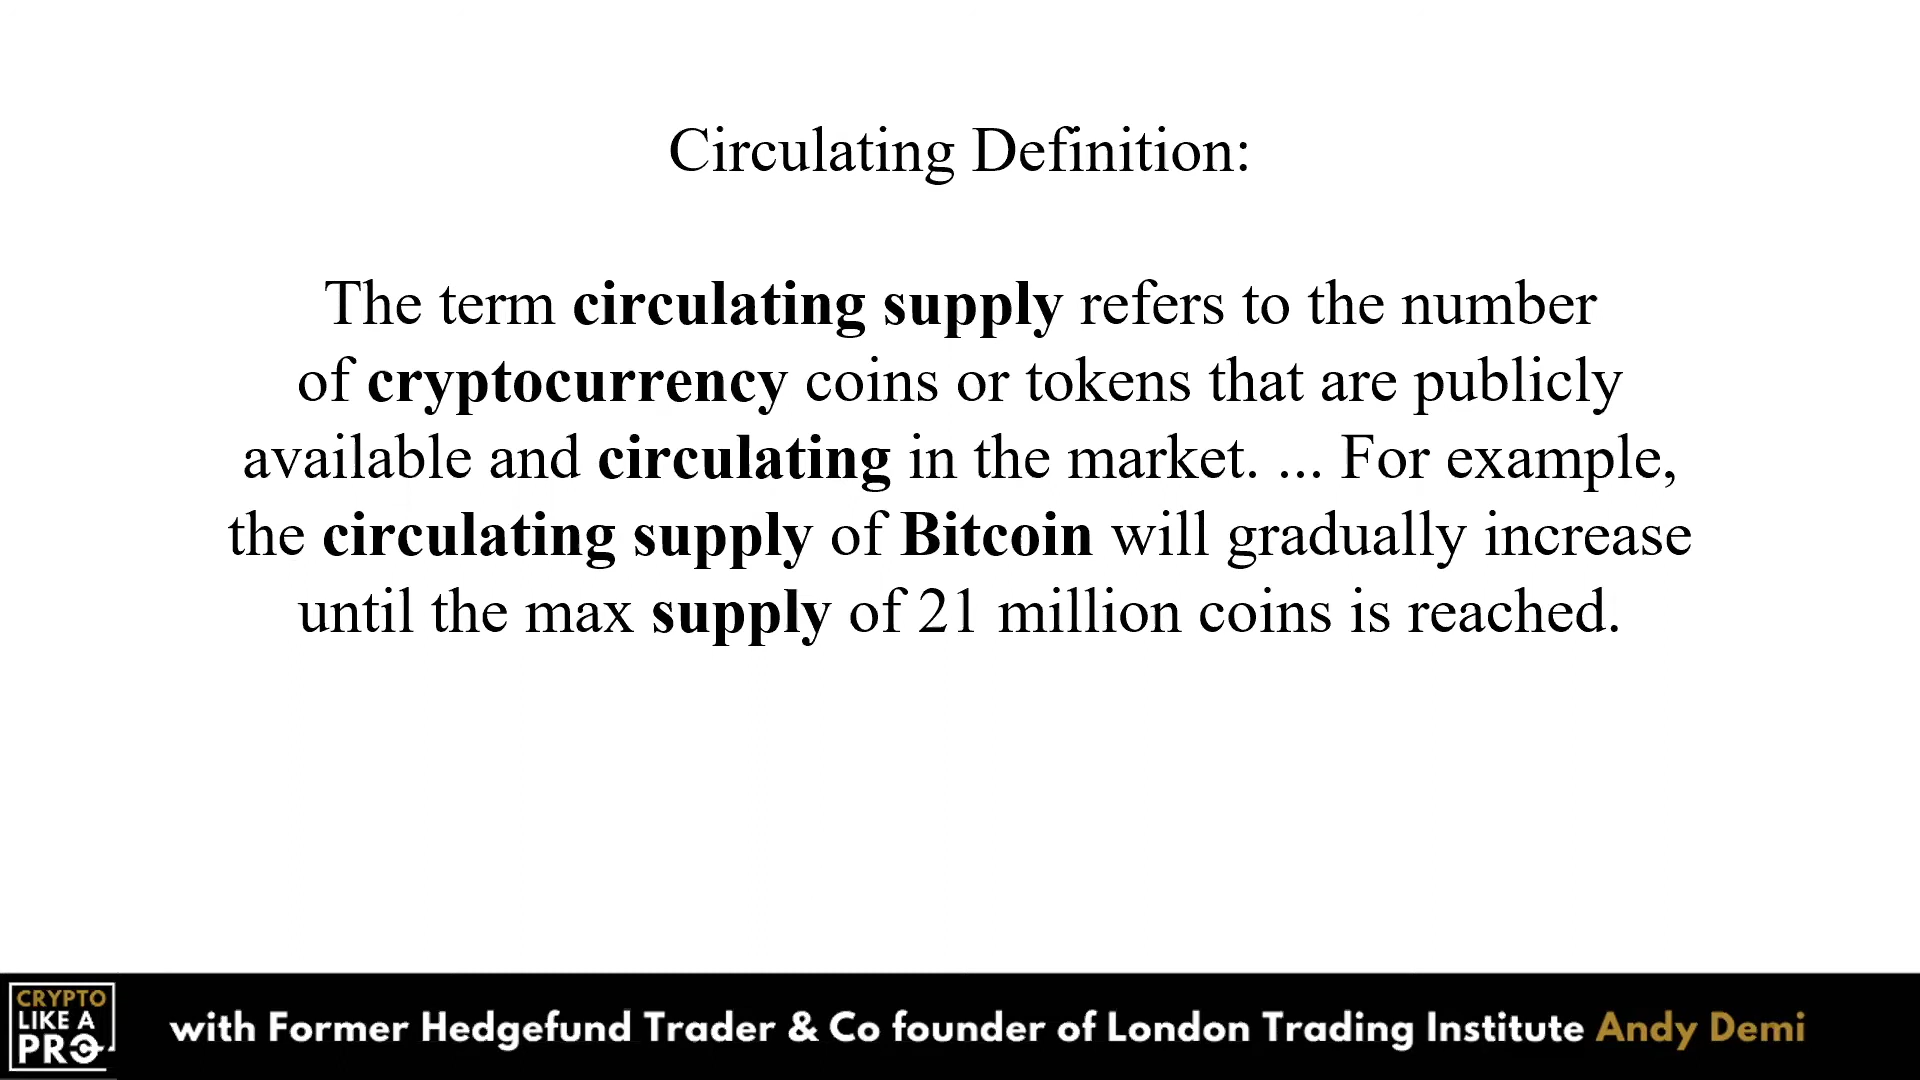 Circulating Definition:
The term circulating supply refers to the number
of cryptocurrency coins or tokens that are publicly
available and circulating in the market. ... For example,
the circulating supply of Bitcoin will gradually increase
until the max supply of 21 million coins is reached.
CRYPTO
LIKE A
PRO
with Former Hedgefund Trader & Co founder of London Trading Institute Andy Demi